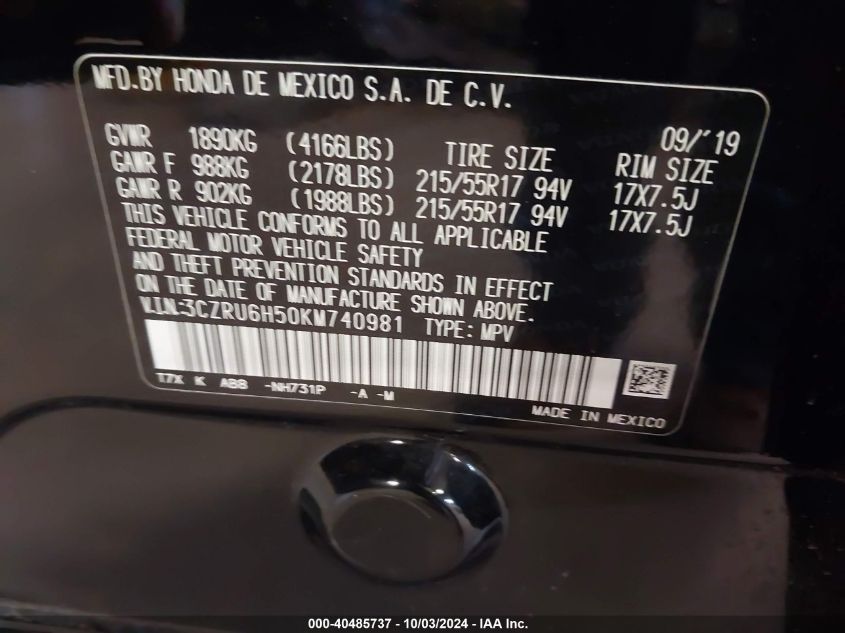 MFD.BY HONDA DE MEXICO S.A. DE C.V.
09/'19
GVWR 1890KG (4166LBS) TIRE SIZE RIM SIZE
GAWR F 988KG (2178LBS) 215/55R17 94V 17X7.5J
GAWR R 902KG (1988LBS) 215/55R17 94V 17X7.5J
THIS VEHICLE CONFORMS TO ALL APPLICABLE
FEDERAL MOTOR VEHICLE SAFETY
AND THEFT PREVENTION STANDARDS IN EFFECT
ON THE DATE OF MANUFACTURE SHOWN ABOVE.
V.I.N:3CZRU6H50KM740981 TYPE: MPV
T7X K ABB -NH731P -A -M
MADE IN MEXICO
000-40485737 - 10/03/2024 - IAA Inc.